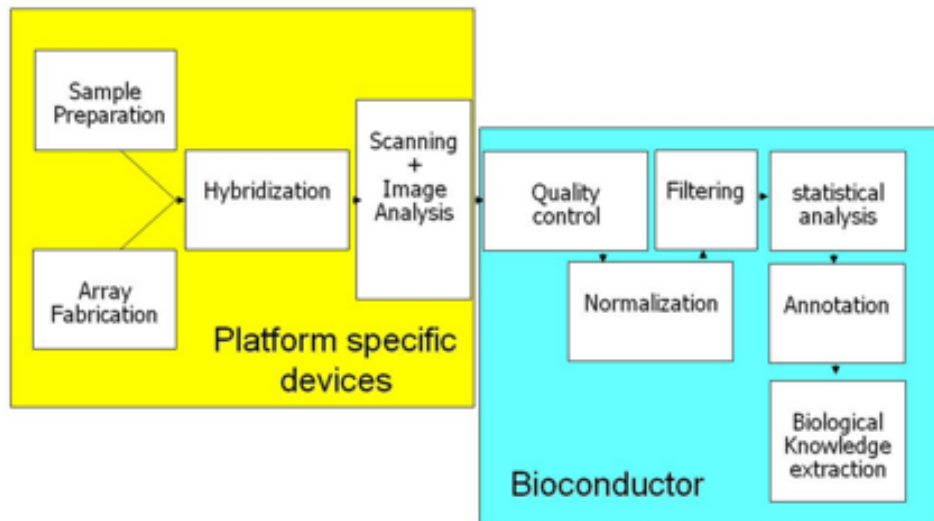 Sample
Preparation
Array
Fabrication
Hybridization
Scanning
+
Image
Analysis
Platform specific
devices
Quality
control
Normalization
Filtering
statistical
analysis
Annotation
Biological
Knowledge
extraction
Bioconductor